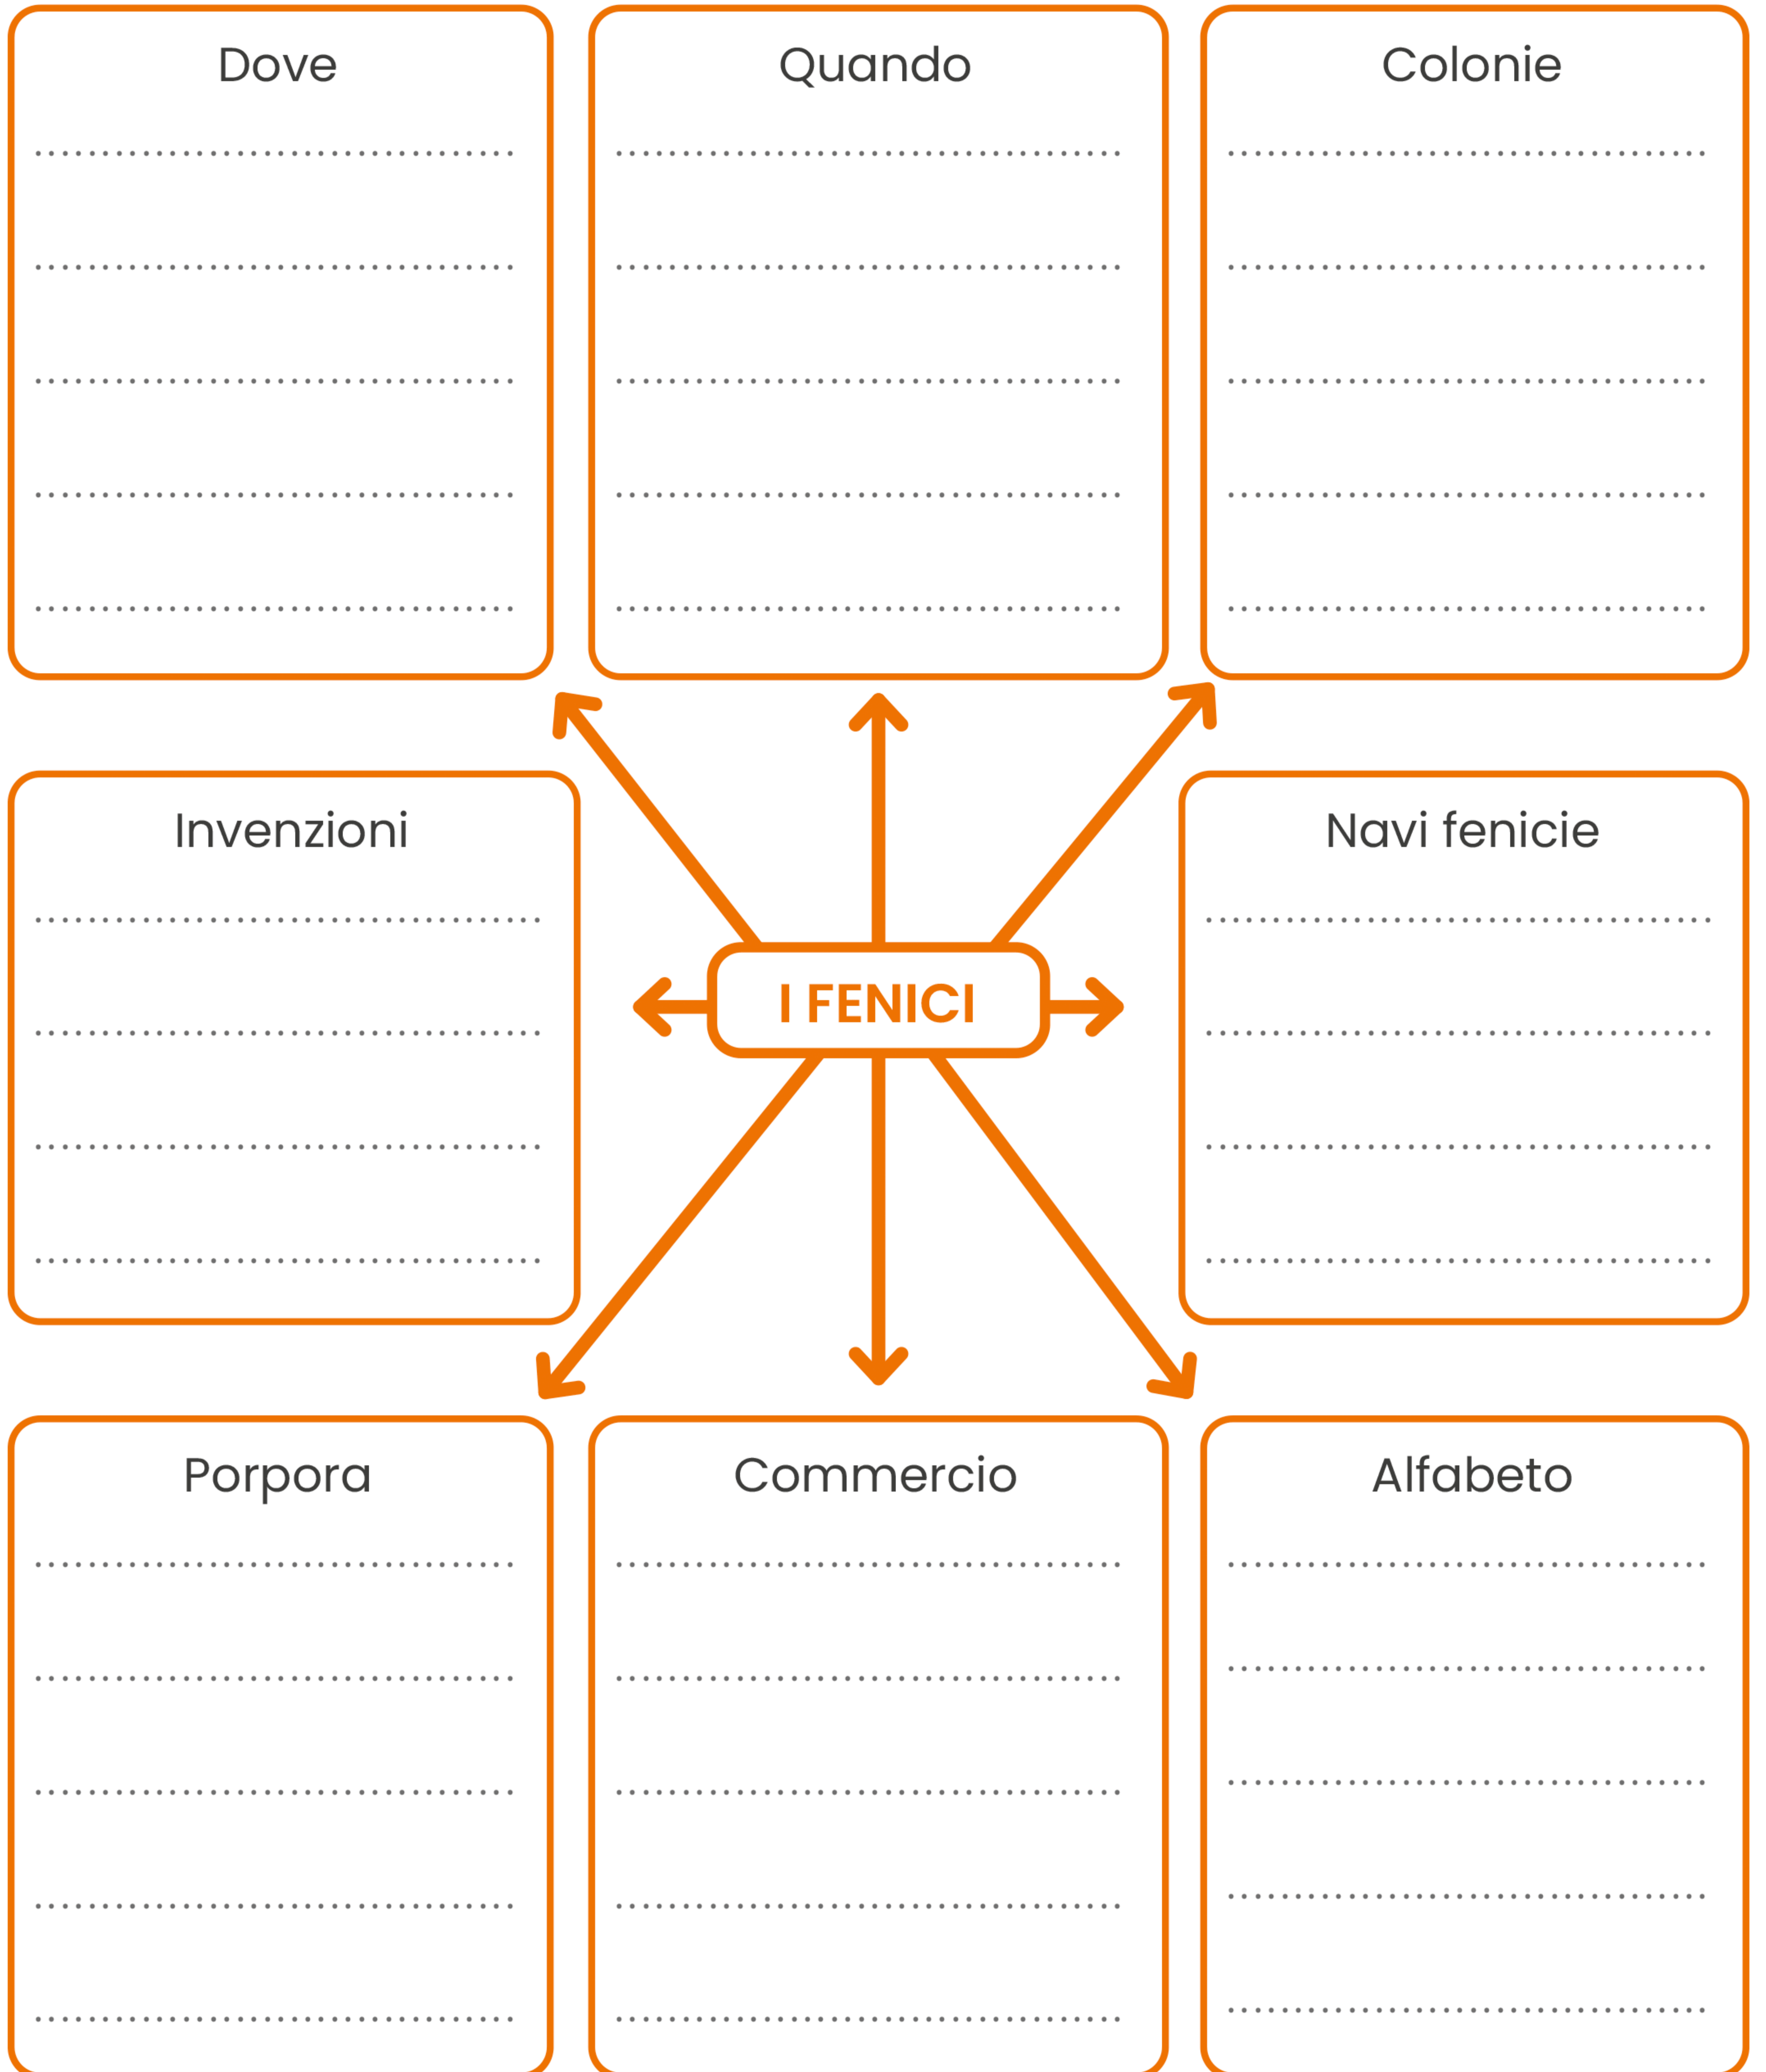 Dove
Quando
Colonie
Invenzioni
Navi fenicie
I FENICI
Porpora
Commercio
Alfabeto